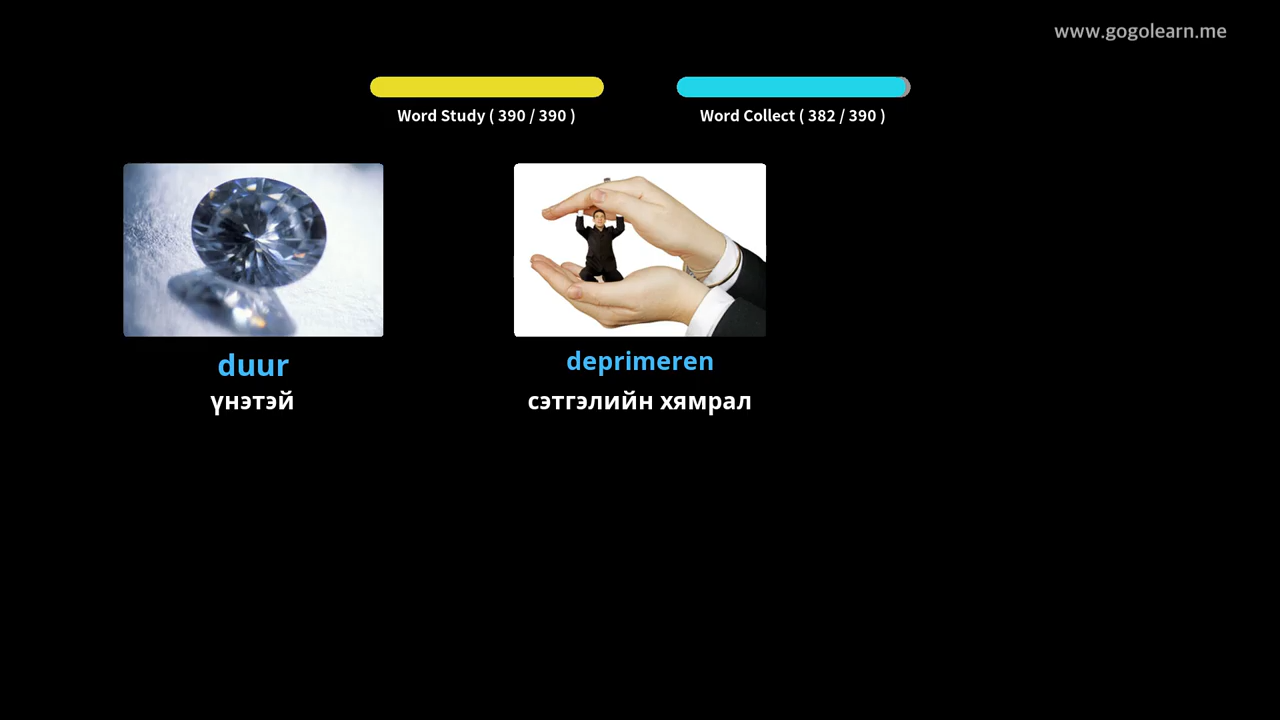 www.gogolearn.me
Word Study ( 390 / 390 )
Word Collect ( 382 / 390 )
duur
deprimeren
үнэтэй
сэтгэлийн хямрал